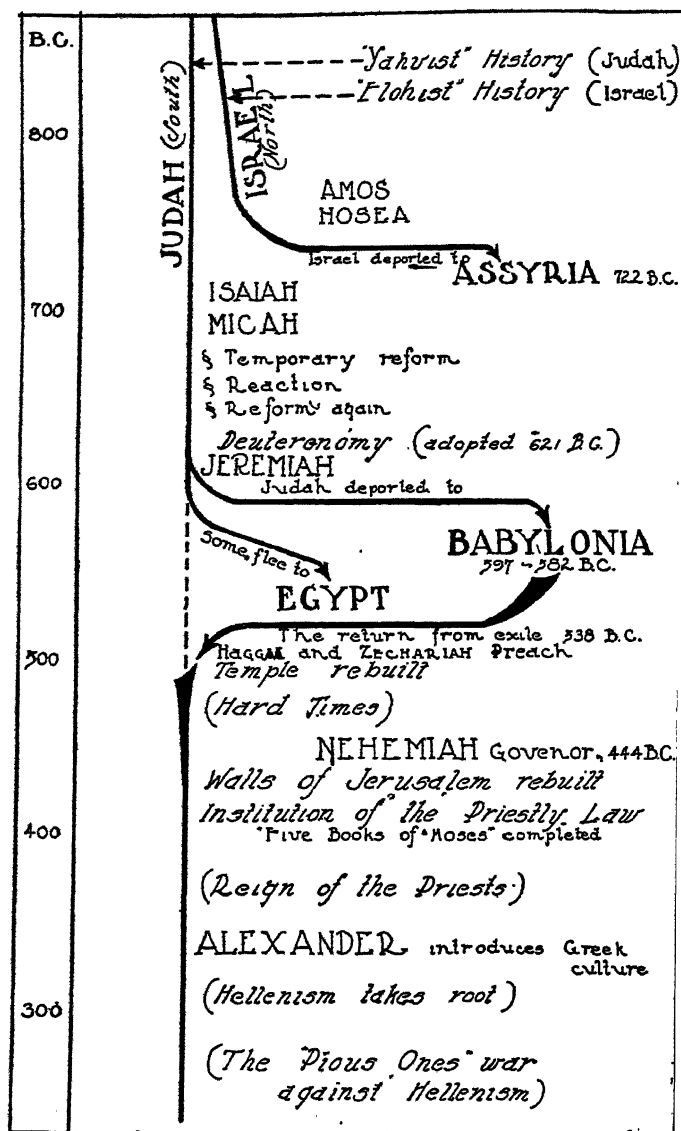 B.C.
"Yahvist" History (Judah)
"Elohist" History (Israel)
800
JUDAH (South)
ISRAEL
(North)
AMOS
HOSEA
Israel deported to
ASSYRIA 722 B.C.
ISAIAH
700
MICAH
§ Temporary reform
§ Reaction
§ Reform again
Deuteronomy (adopted 621 B.C.)
JEREMIAH
600
Judah deported to
Some flee to
BABYLONIA
597 - 582 B.C.
EGYPT
The return from exile 538 B.C.
HAGGAI and ZECHARIAH Preach
500
Temple rebuilt
(Hard Times)
NEHEMIAH Govenor, 444 B.C.
Walls of Jerusalem rebuilt
Institution of the Priestly Law
400
"Five Books of "Moses" completed
(Reign of the Priests)
ALEXANDER introduces Greek
culture
(Hellenism takes root)
300
(The "Pious Ones" war
against Hellenism)